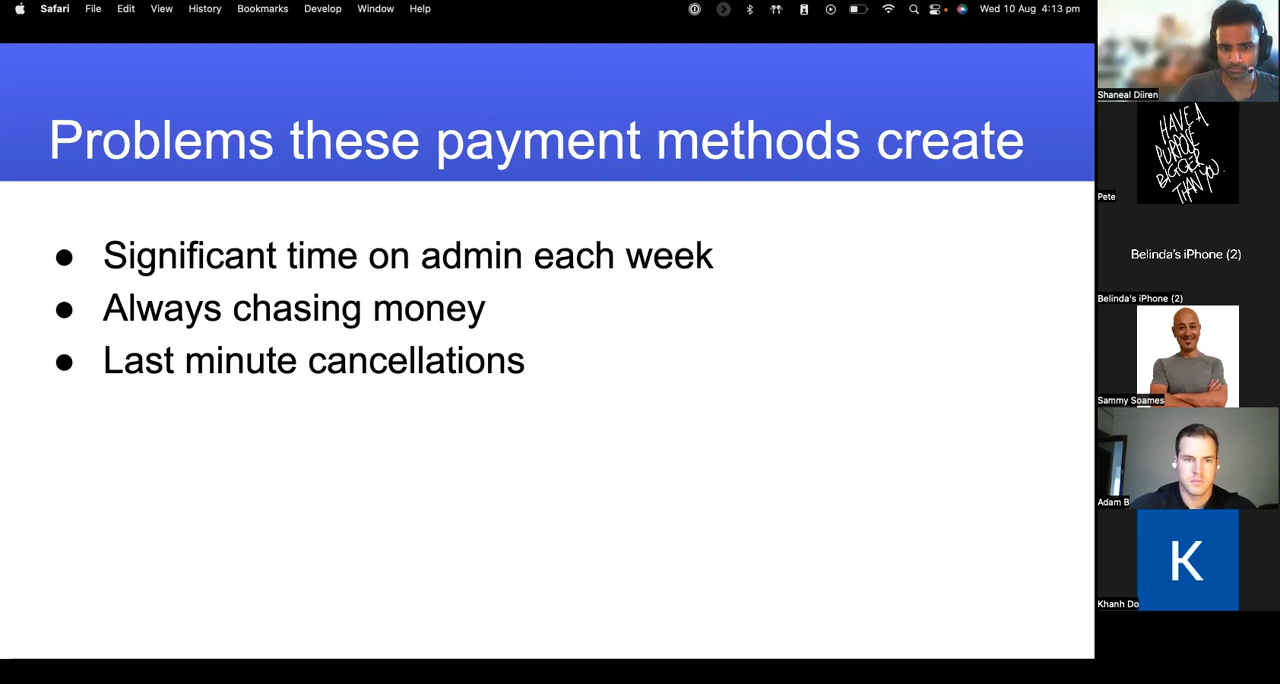 Safari File Edit View History Bookmarks Develop Window Help Wed 10 Aug 4:13 pm
Problems these payment methods create
● Significant time on admin each week
● Always chasing money
● Last minute cancellations
Shaneal Diiren
HAVE A
PURPOSE
BIGGER
THAN YOU.
Pete
Belinda's iPhone (2)
Belinda's iPhone (2)
Sammy Soames
Adam B
K
Khanh Do